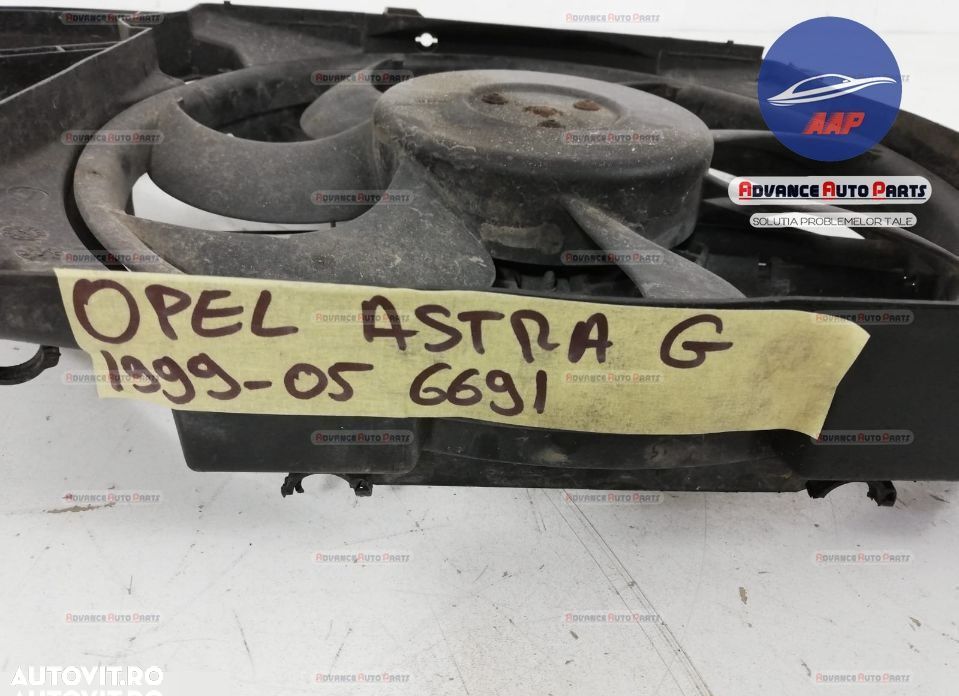 AAP
ADVANCE AUTO PARTS
SOLUTIA PROBLEMELOR TALE
OPEL ASTRA G
1999-05 6691
AUTOVIT.RO